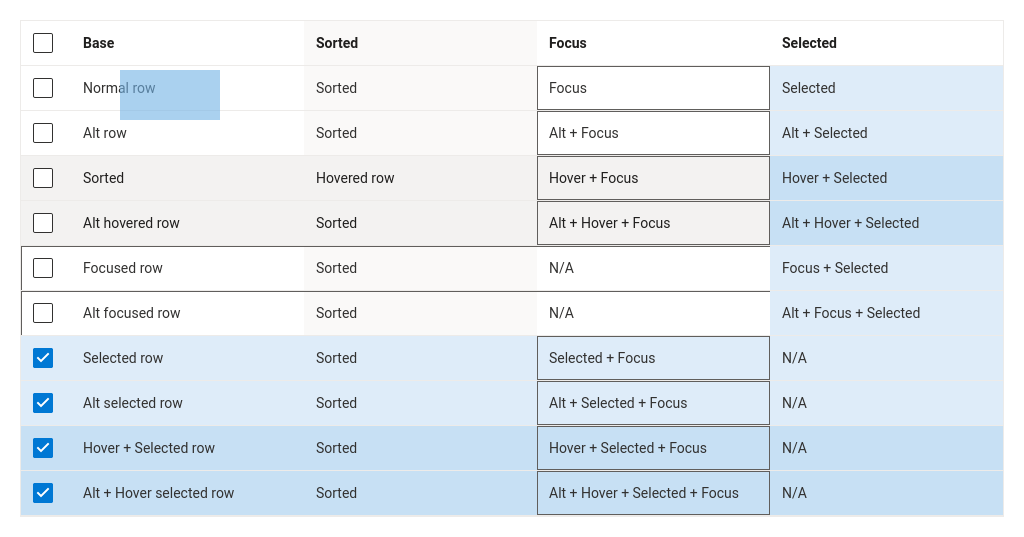 Base Sorted Focus Selected
Normal row Sorted Focus Selected
Alt row Sorted Alt + Focus Alt + Selected
Sorted Hovered row Hover + Focus Hover + Selected
Alt hovered row Sorted Alt + Hover + Focus Alt + Hover + Selected
Focused row Sorted N/A Focus + Selected
Alt focused row Sorted N/A Alt + Focus + Selected
Selected row Sorted Selected + Focus N/A
Alt selected row Sorted Alt + Selected + Focus N/A
Hover + Selected row Sorted Hover + Selected + Focus N/A
Alt + Hover selected row Sorted Alt + Hover + Selected + Focus N/A